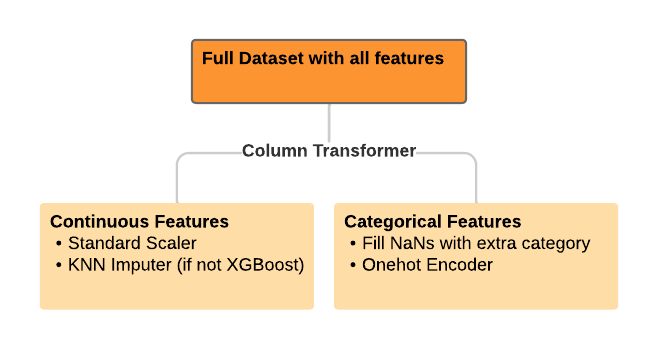 Full Dataset with all features
Column Transformer
Continuous Features
• Standard Scaler
• KNN Imputer (if not XGBoost)
Categorical Features
• Fill NaNs with extra category
• Onehot Encoder